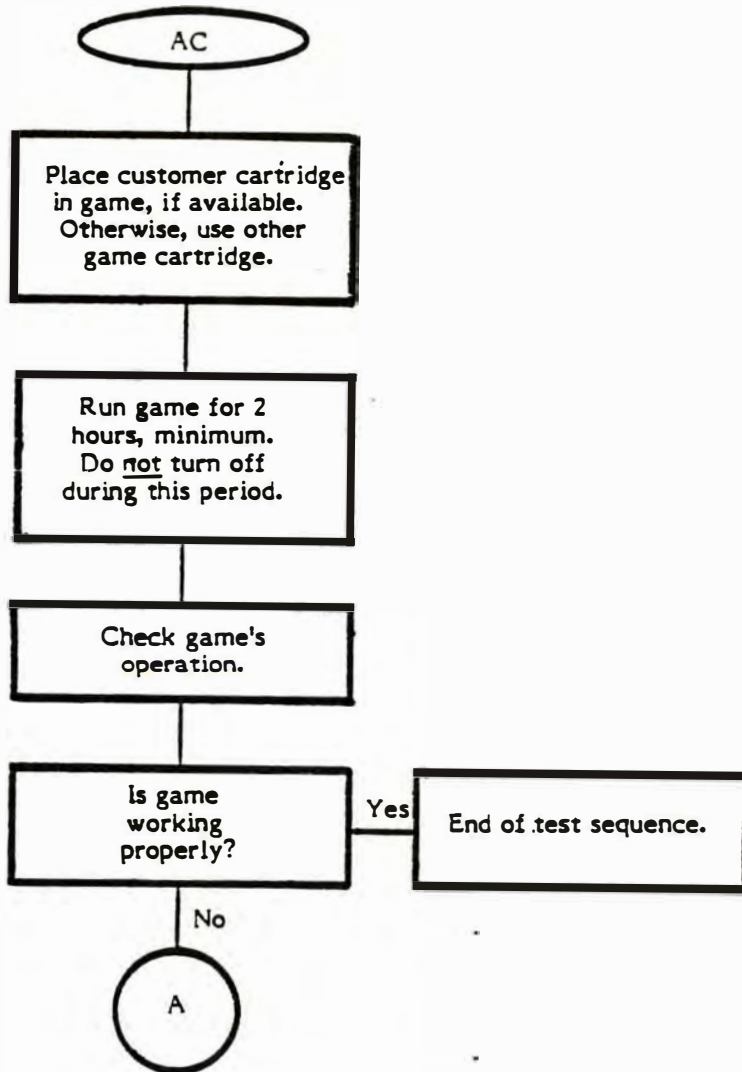 AC
Place customer cartridge
in game, if available.
Otherwise, use other
game cartridge.
Run game for 2
hours, minimum.
Do not turn off
during this period.
Check game's
operation.
Is game
working
properly?
Yes
End of test sequence.
No
A